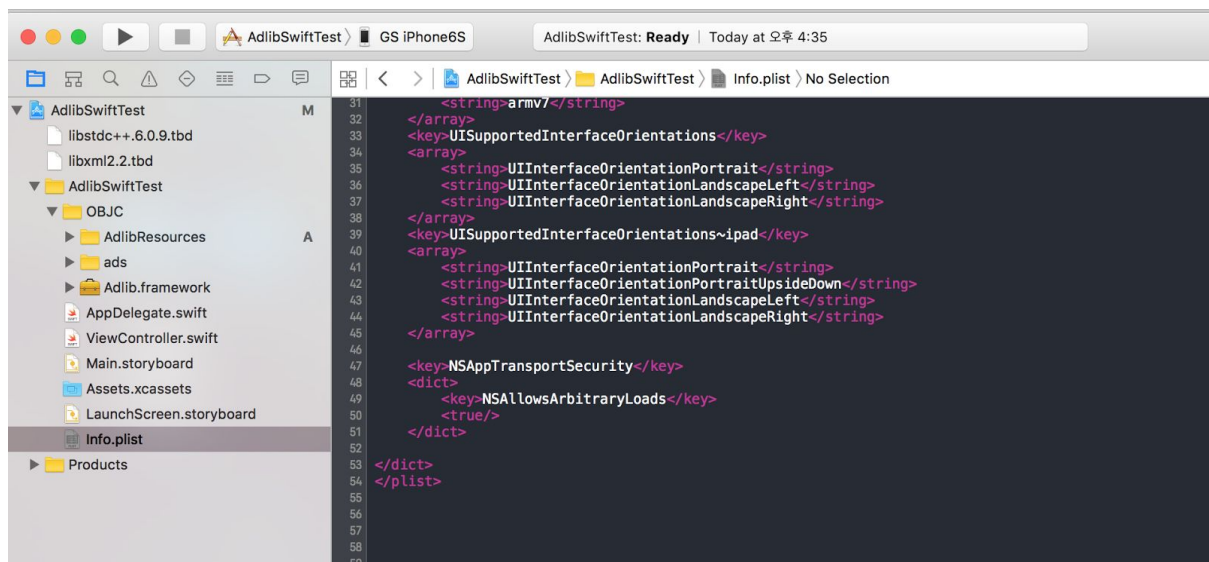 AdlibSwiftTest 〉 GS iPhone6S
AdlibSwiftTest: Ready | Today at 오후 4:35
AdlibSwiftTest 〉 AdlibSwiftTest 〉 Info.plist 〉 No Selection
AdlibSwiftTest M
libstdc++.6.0.9.tbd
libxml2.2.tbd
AdlibSwiftTest
OBJC
AdlibResources A
ads
Adlib.framework
AppDelegate.swift
ViewController.swift
Main.storyboard
Assets.xcassets
LaunchScreen.storyboard
Info.plist
Products
31 <string>armv7</string>
32 </array>
33 <key>UISupportedInterfaceOrientations</key>
34 <array>
35 <string>UIInterfaceOrientationPortrait</string>
36 <string>UIInterfaceOrientationLandscapeLeft</string>
37 <string>UIInterfaceOrientationLandscapeRight</string>
38 </array>
39 <key>UISupportedInterfaceOrientations~ipad</key>
40 <array>
41 <string>UIInterfaceOrientationPortrait</string>
42 <string>UIInterfaceOrientationPortraitUpsideDown</string>
43 <string>UIInterfaceOrientationLandscapeLeft</string>
44 <string>UIInterfaceOrientationLandscapeRight</string>
45 </array>
46
47 <key>NSAppTransportSecurity</key>
48 <dict>
49 <key>NSAllowsArbitraryLoads</key>
50 <true/>
51 </dict>
52
53 </dict>
54 </plist>
55
56
57
58